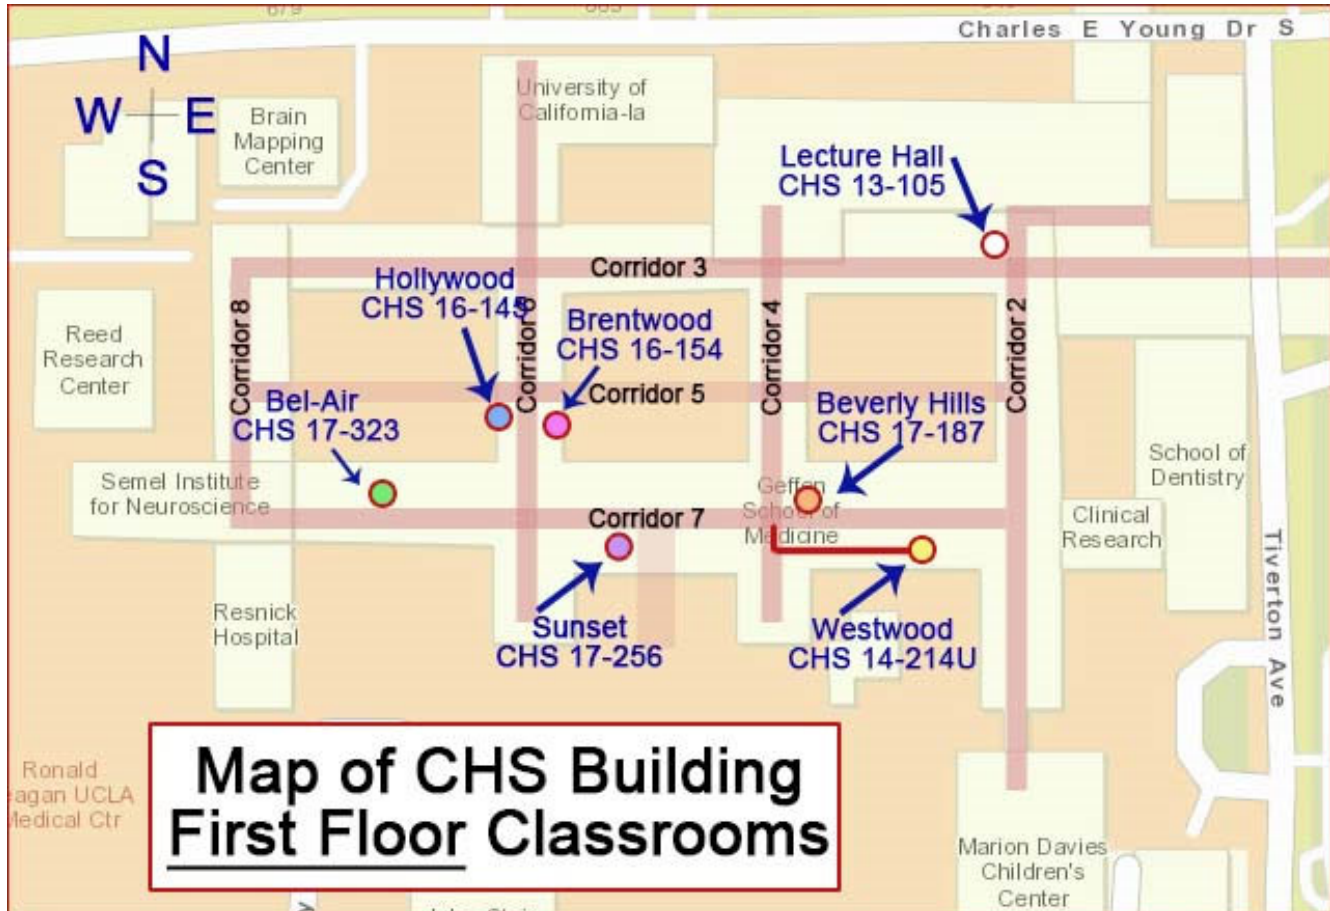 Charles E Young Dr S
N
W E
S
Brain
Mapping
Center
University of
California-la
Lecture Hall
CHS 13-105
Corridor 3
Hollywood
CHS 16-145
Brentwood
CHS 16-154
Corridor 8
Corridor 6
Corridor 4
Corridor 2
Reed
Research
Center
Corridor 5
Bel-Air
CHS 17-323
Beverly Hills
CHS 17-187
School of
Dentistry
Semel Institute
for Neuroscience
Geffen
School of
Medicine
Corridor 7
Clinical
Research
Tiverton Ave
Resnick
Hospital
Sunset
CHS 17-256
Westwood
CHS 14-214U
Map of CHS Building
First Floor Classrooms
Ronald
eagan UCLA
Medical Ctr
Marion Davies
Children's
Center